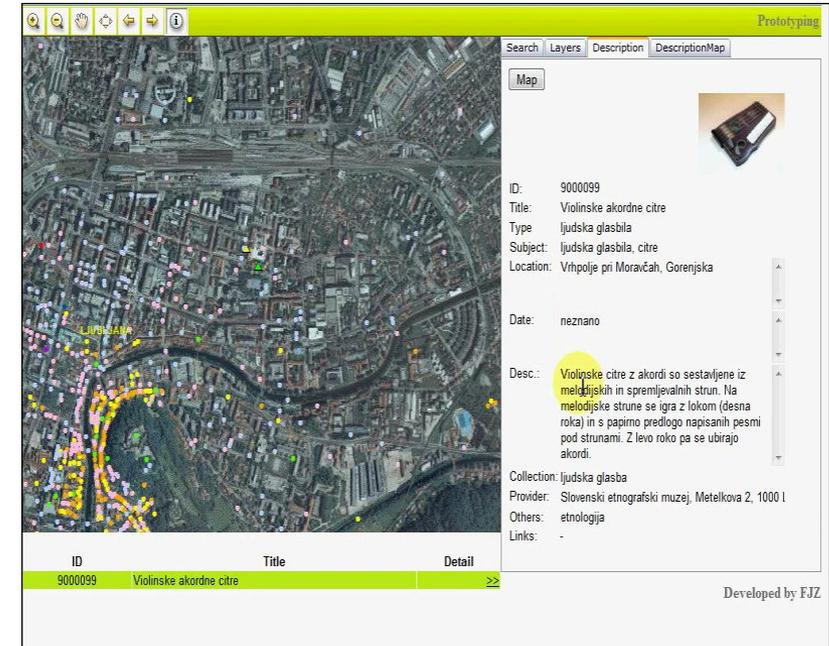 Prototyping
Search Layers Description DescriptionMap
Map
ID: 9000099
Title: Violinske akordne citre
Type ljudska glasbila
Subject: ljudska glasbila, citre
Location: Vrhpolje pri Moravčah, Gorenjska
Date: neznano
Desc.: Violinske citre z akordi so sestavljene iz
melodijskih in spremljevalnih strun. Na
melodijske strune se igra z lokom (desna
roka) in s papirno predlogo napisanih pesmi
pod strunami. Z levo roko pa se ubirajo
akordi.
Collection: ljudska glasba
Provider: Slovenski etnografski muzej, Metelkova 2, 1000 L
Others: etnologija
Links: -
LJUBLJANA
ID Title Detail
9000099 Violinske akordne citre >>
Developed by FJZ